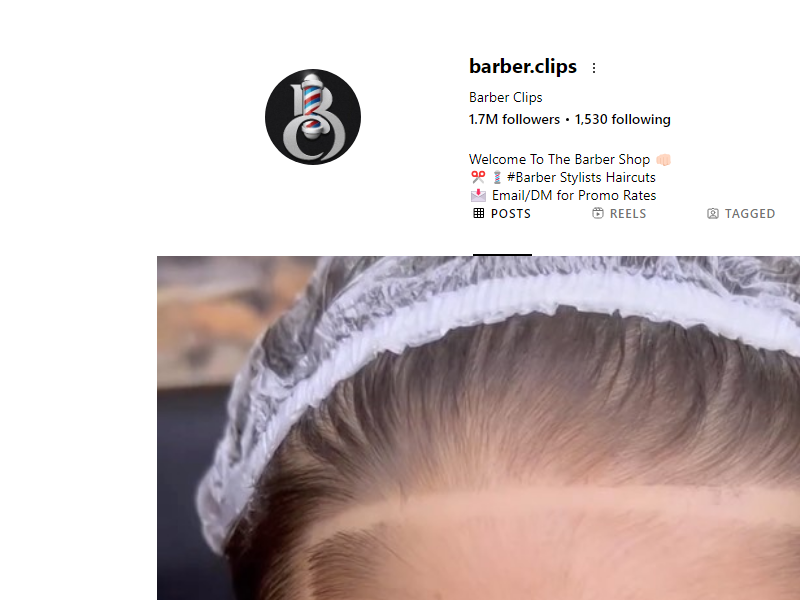 barber.clips
Barber Clips
1.7M followers • 1,530 following
Welcome To The Barber Shop 👊🏻
✂️ 💈 #Barber Stylists Haircuts
📩 Email/DM for Promo Rates
POSTS REELS TAGGED